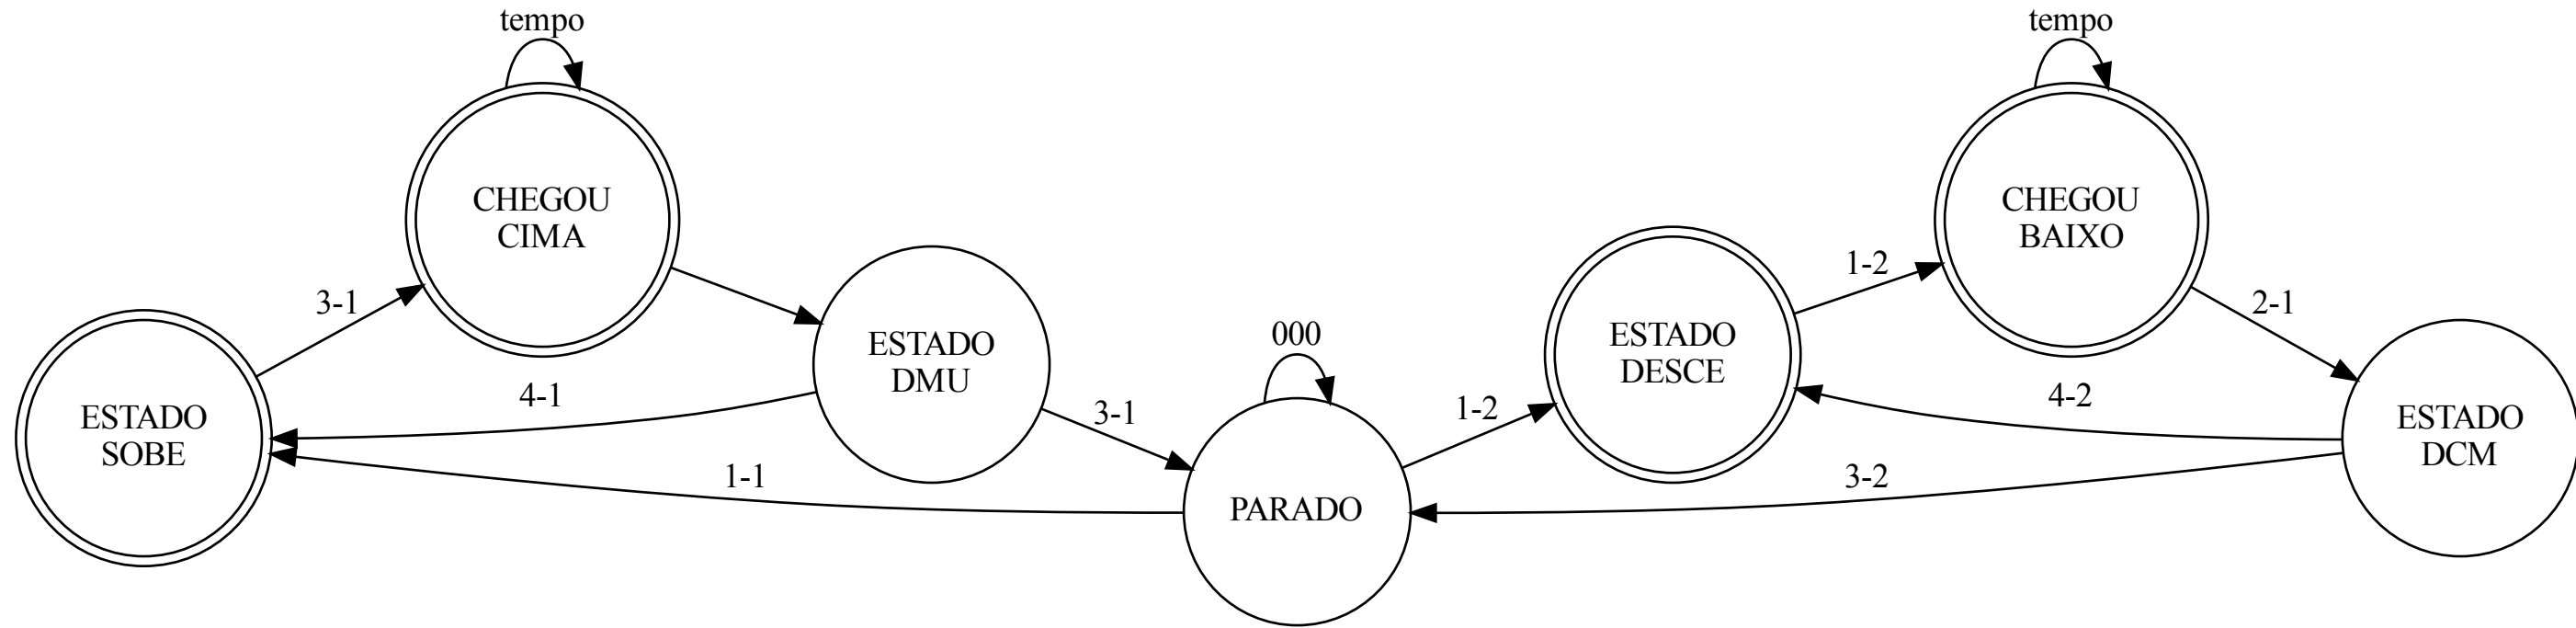 tempo
tempo
CHEGOU
CIMA
CHEGOU
BAIXO
1-2
2-1
3-1
000
ESTADO
DMU
ESTADO
DESCE
4-1
4-2
3-1
1-2
ESTADO
SOBE
ESTADO
DCM
1-1
3-2
PARADO